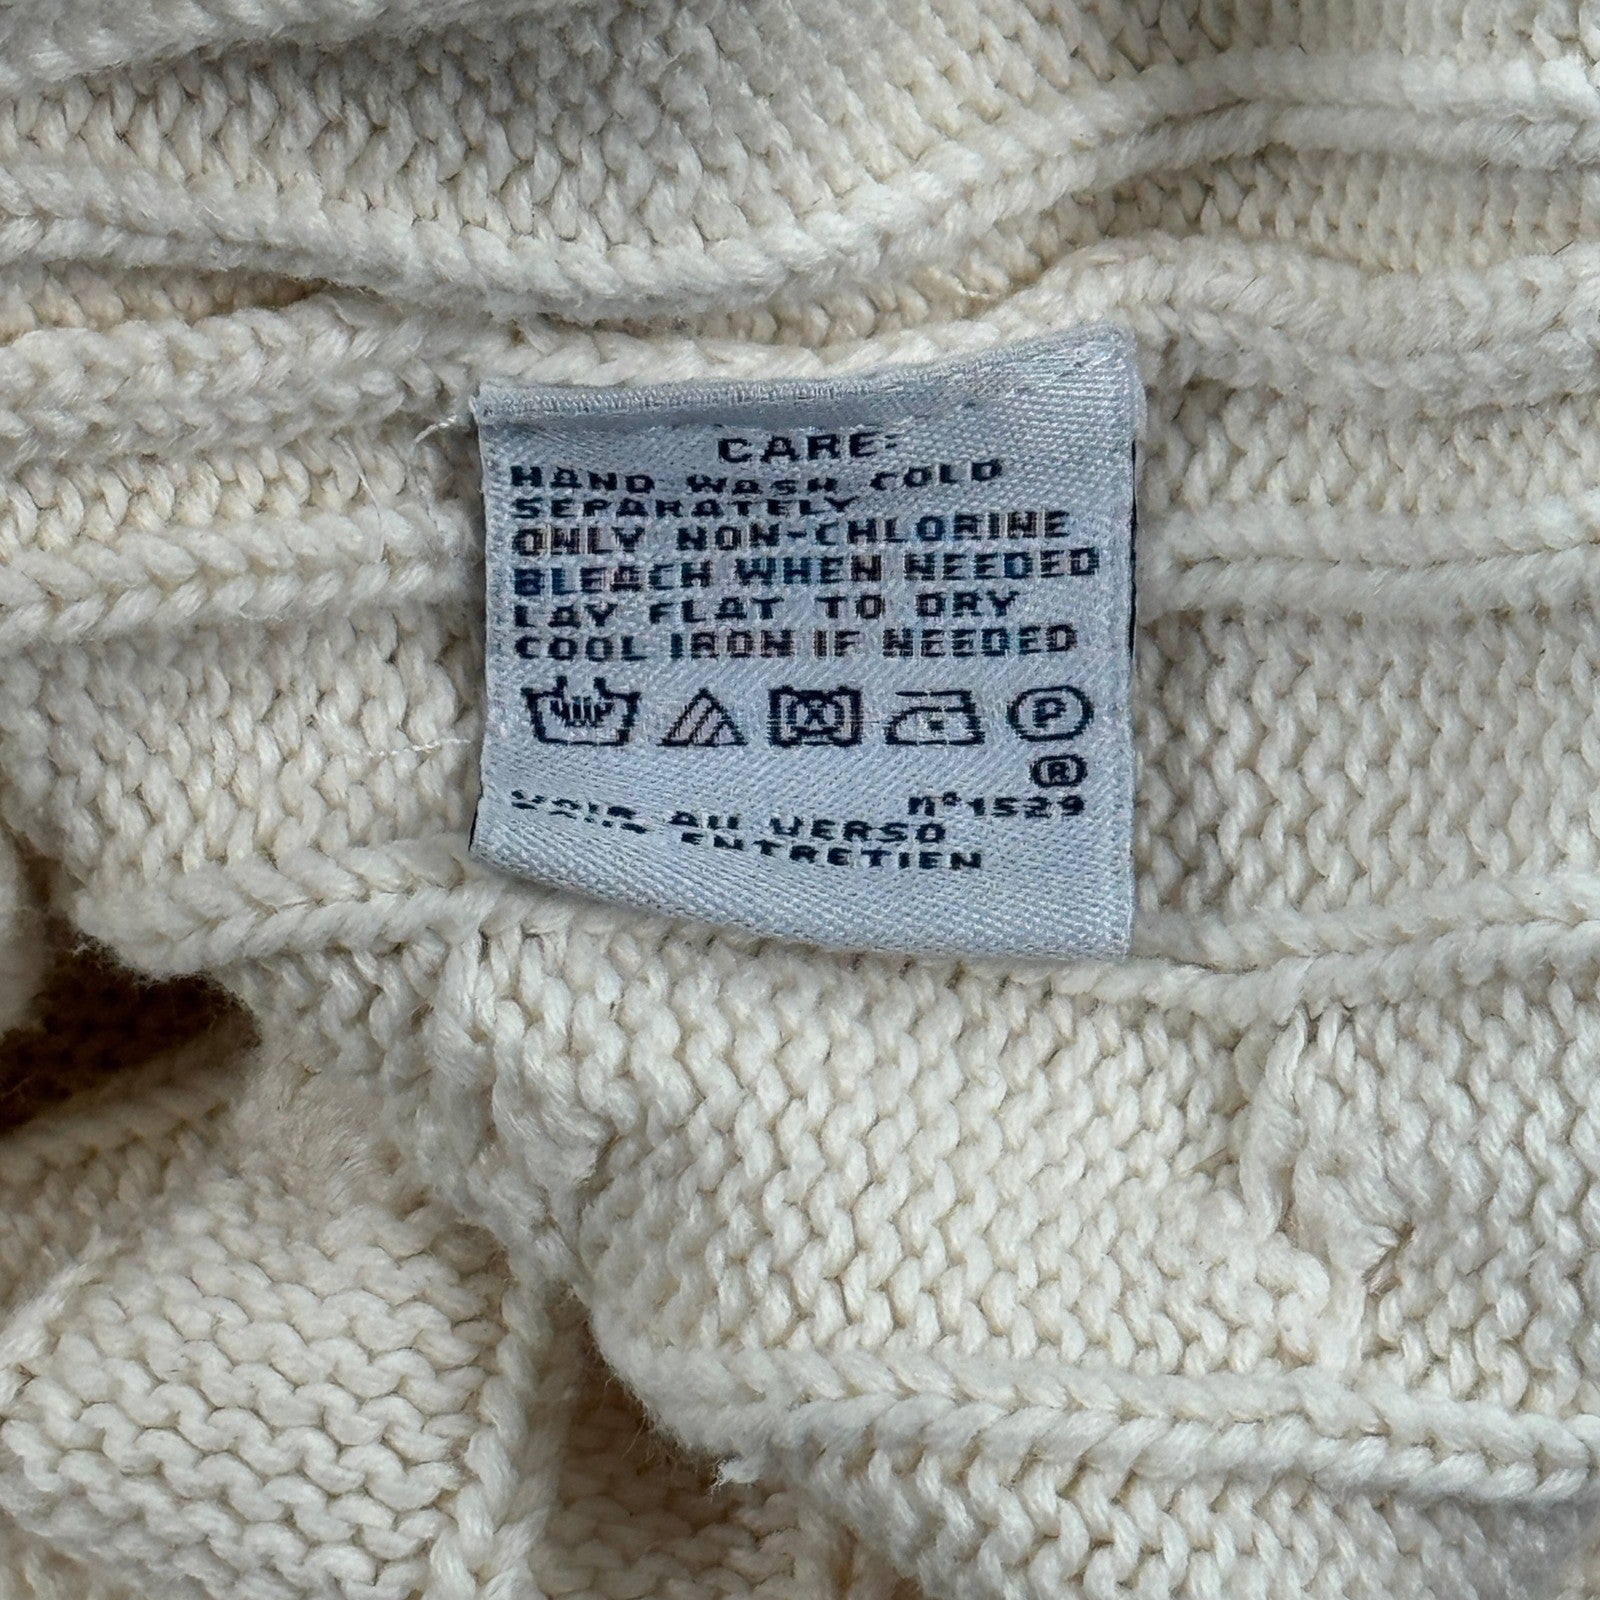 CARE:
HAND WASH COLD
SEPARATELY
ONLY NON-CHLORINE
BLEACH WHEN NEEDED
LAY FLAT TO DRY
COOL IRON IF NEEDED
P
®
n°1529
VOIR AU VERSO
POUR ENTRETIEN